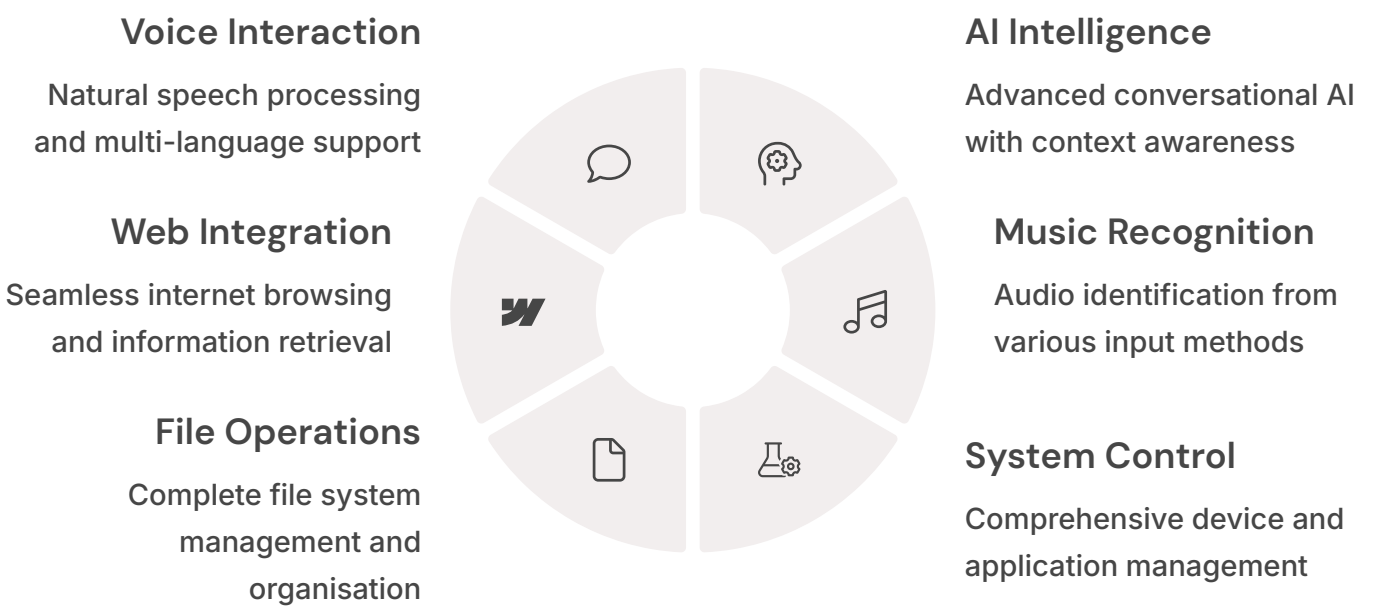 Voice Interaction
Natural speech processing
and multi-language support
AI Intelligence
Advanced conversational AI
with context awareness
Web Integration
Seamless internet browsing
and information retrieval
Music Recognition
Audio identification from
various input methods
File Operations
Complete file system
management and
organisation
System Control
Comprehensive device and
application management